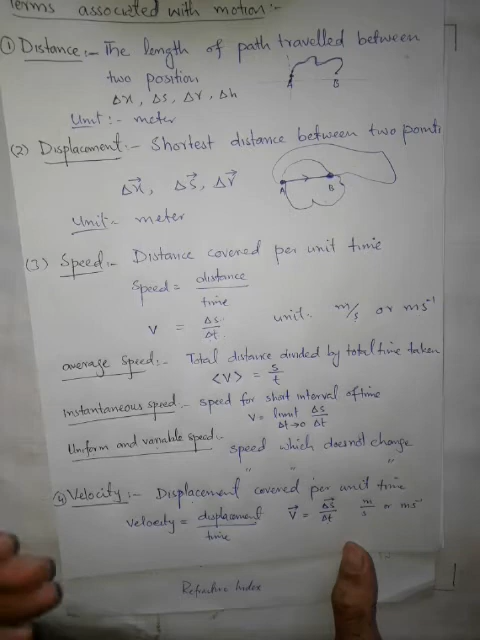 Terms associated with motion:-
(1) Distance:- The length of path travelled between
two position
Δx, Δs, Δr, Δh
A B
Unit:- meter
(2) Displacement:- Shortest distance between two points
A B
Δx⃗, Δs⃗, Δr⃗
Unit:- meter
(3) Speed:- Distance covered per unit time
Speed = distance / time
V = Δs / Δt unit:- m/s or ms⁻¹
average speed:- Total distance divided by total time taken
<V> = s / t
Instantaneous speed:- speed for short interval of time
V = limit Δt→0 Δs / Δt
Uniform and variable speed:-
speed which doesnot change
" " "
(4) Velocity:- Displacement covered per unit time
Velocity = displacement / time V⃗ = Δs⃗ / Δt m / s or ms⁻¹
Refractive Index